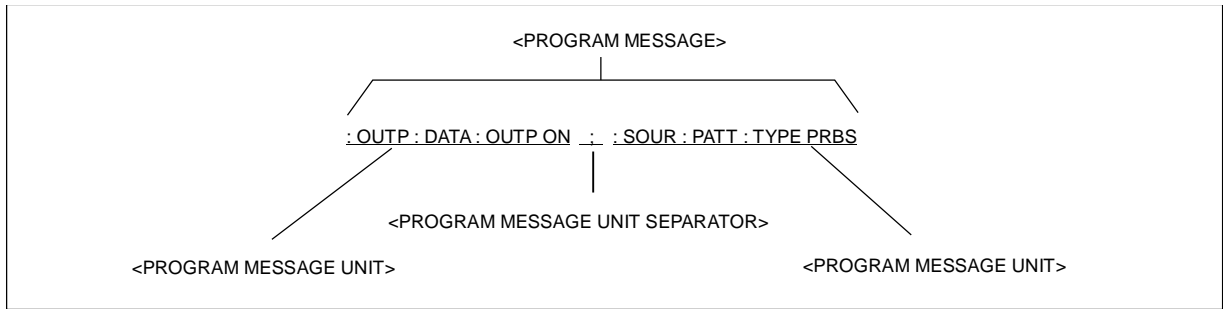 <PROGRAM MESSAGE>
: OUTP : DATA : OUTP ON ; : SOUR : PATT : TYPE PRBS
<PROGRAM MESSAGE UNIT SEPARATOR>
<PROGRAM MESSAGE UNIT> <PROGRAM MESSAGE UNIT>